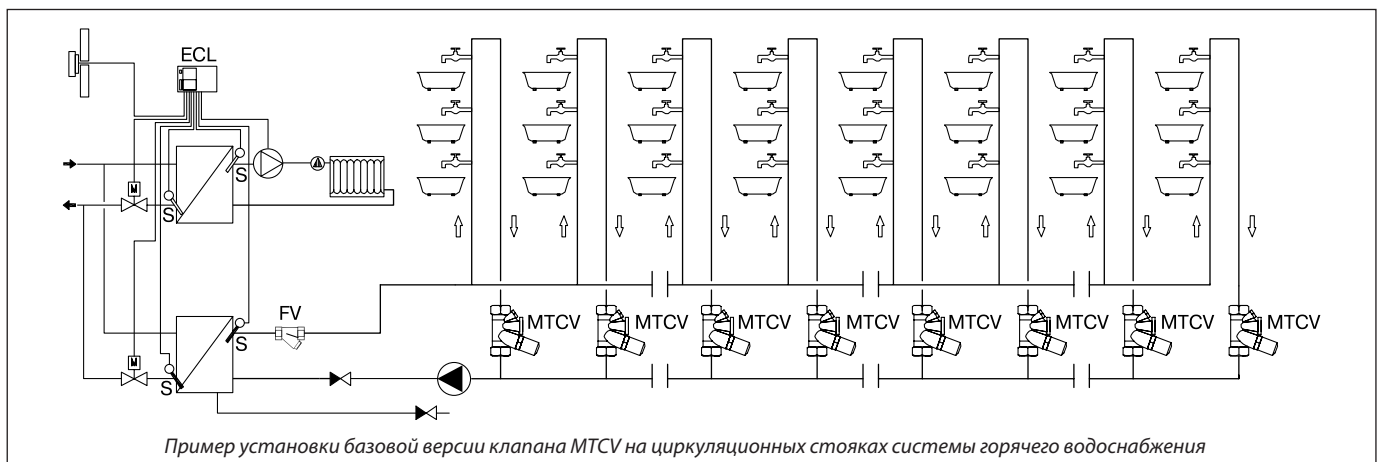 ECL
S
S
M
FV
S
M
S
MTCV MTCV MTCV MTCV MTCV MTCV MTCV MTCV
Пример установки базовой версии клапана MTCV на циркуляционных стояках системы горячего водоснабжения